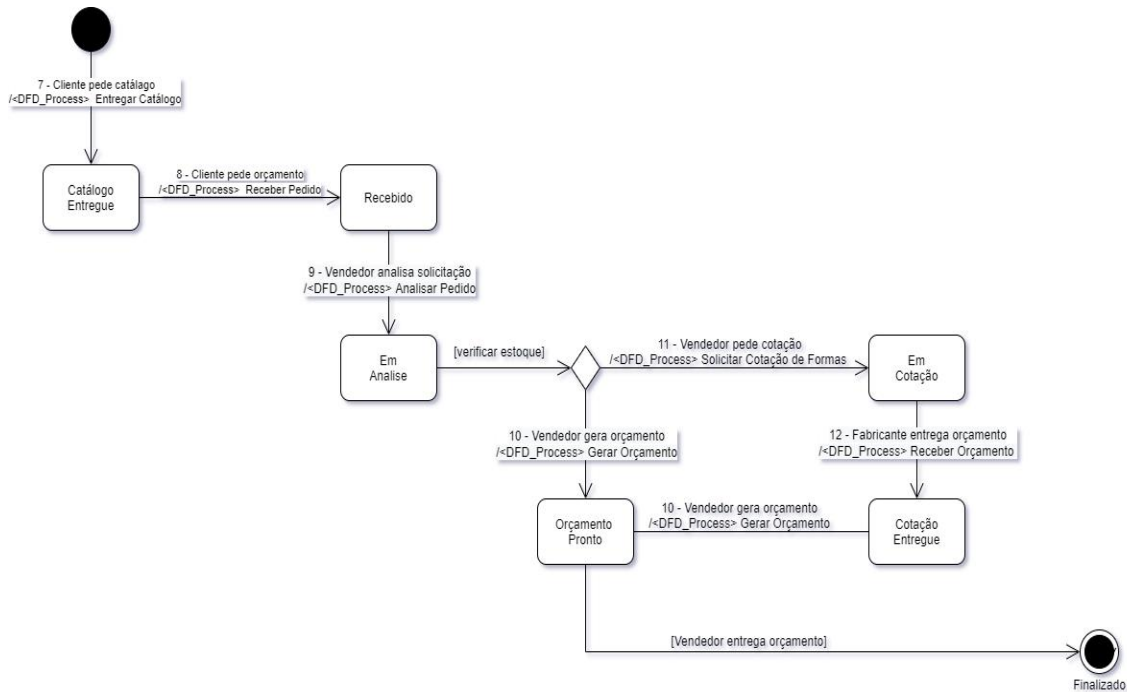 7 - Cliente pede catálago
/<DFD_Process>  Entregar Catálogo
Catálogo
Entregue
8 - Cliente pede orçamento
/<DFD_Process>  Receber Pedido
Recebido
9 - Vendedor analisa solicitação
/<DFD_Process> Analisar Pedido
Em
Analise
[verificar estoque]
11 - Vendedor pede cotação
/<DFD_Process> Solicitar Cotação de Formas
Em
Cotação
10 - Vendedor gera orçamento
/<DFD_Process> Gerar Orçamento
12 - Fabricante entrega orçamento
/<DFD_Process> Receber Orçamento
Orçamento
Pronto
10 - Vendedor gera orçamento
/<DFD_Process> Gerar Orçamento
Cotação
Entregue
[Vendedor entrega orçamento]
Finalizado